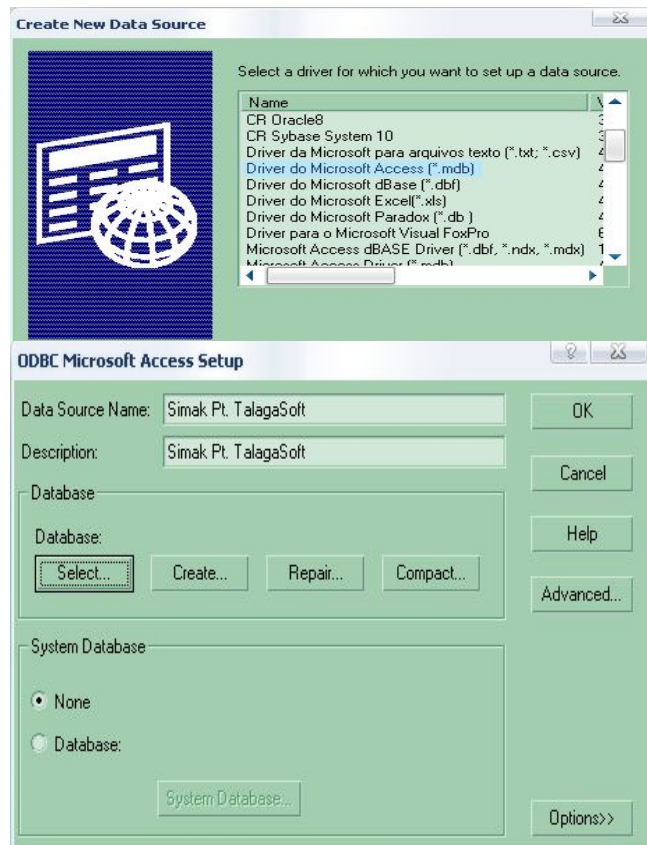 Create New Data Source
Select a driver for which you want to set up a data source.
Name
CR Oracle8
CR Sybase System 10
Driver da Microsoft para arquivos texto (*.txt; *.csv)
Driver do Microsoft Access (*.mdb)
Driver do Microsoft dBase (*.dbf)
Driver do Microsoft Excel(*.xls)
Driver do Microsoft Paradox (*.db )
Driver para o Microsoft Visual FoxPro
Microsoft Access dBASE Driver (*.dbf, *.ndx, *.mdx)
Microsoft Access Driver (*.mdb)
ODBC Microsoft Access Setup
Data Source Name: Simak Pt. TalagaSoft
OK
Description: Simak Pt. TalagaSoft
Cancel
Database
Database:
Help
Select... Create... Repair... Compact...
Advanced...
System Database
None
Database:
System Database...
Options>>